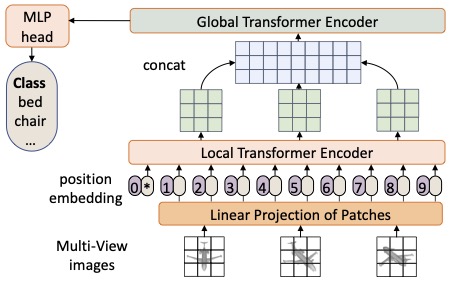 MLP
head
Global Transformer Encoder
concat
Class
bed
chair
...
Local Transformer Encoder
position
embedding
0 * 1 2 3 4 5 6 7 8 9
Linear Projection of Patches
Multi-View
images